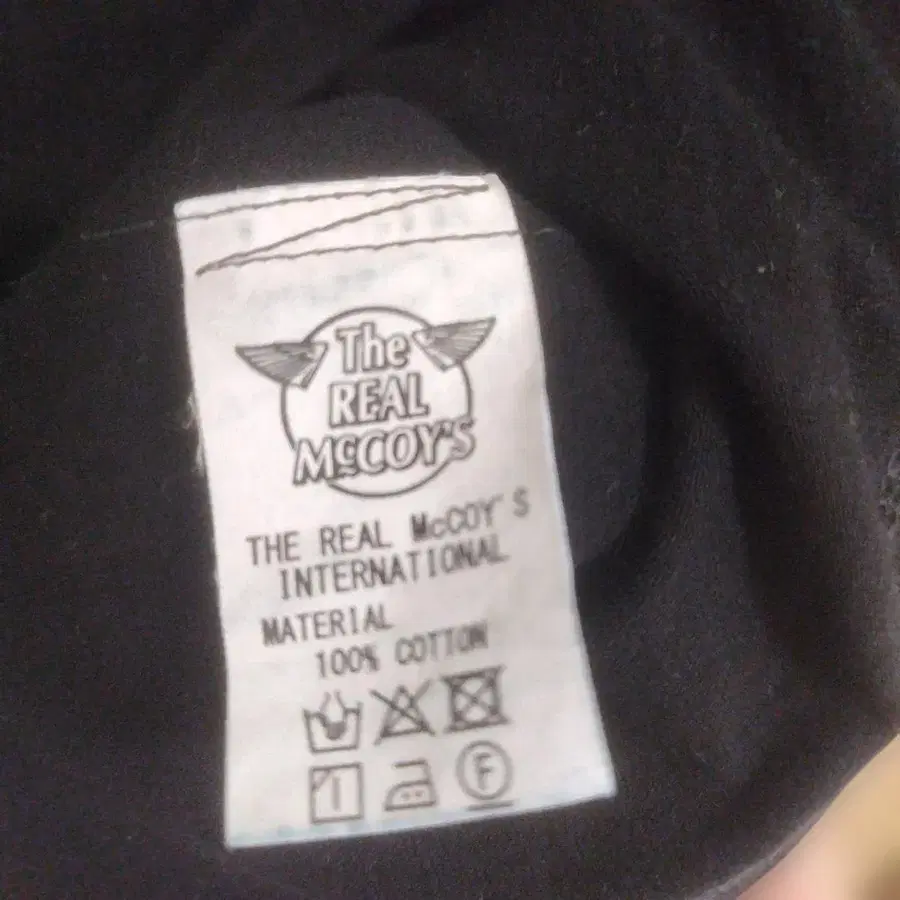 The
REAL
McCOY'S
THE REAL McCOY'S
INTERNATIONAL
MATERIAL
100% COTTON
F